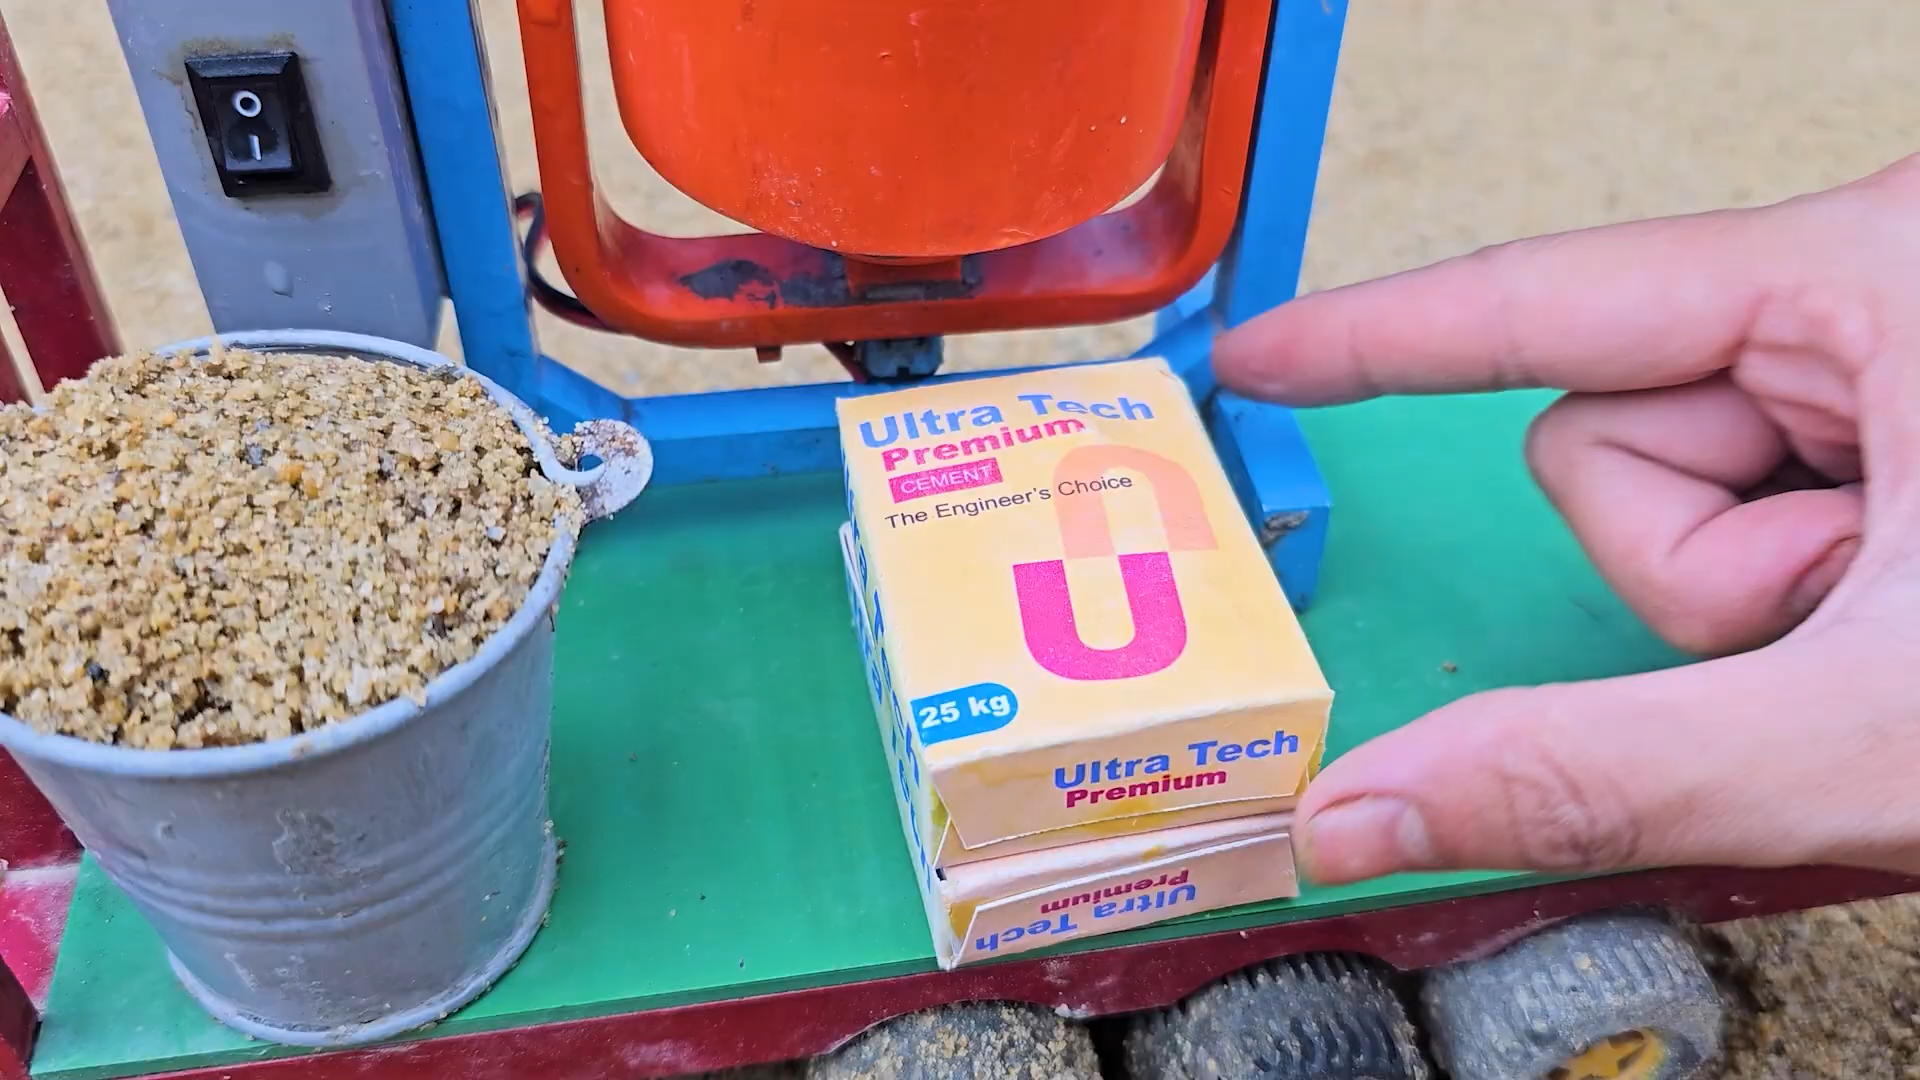 Ultra Tech
Premium
CEMENT
The Engineer's Choice
25 kg
Ultra Tech
Premium
Ultra Tech
Premium